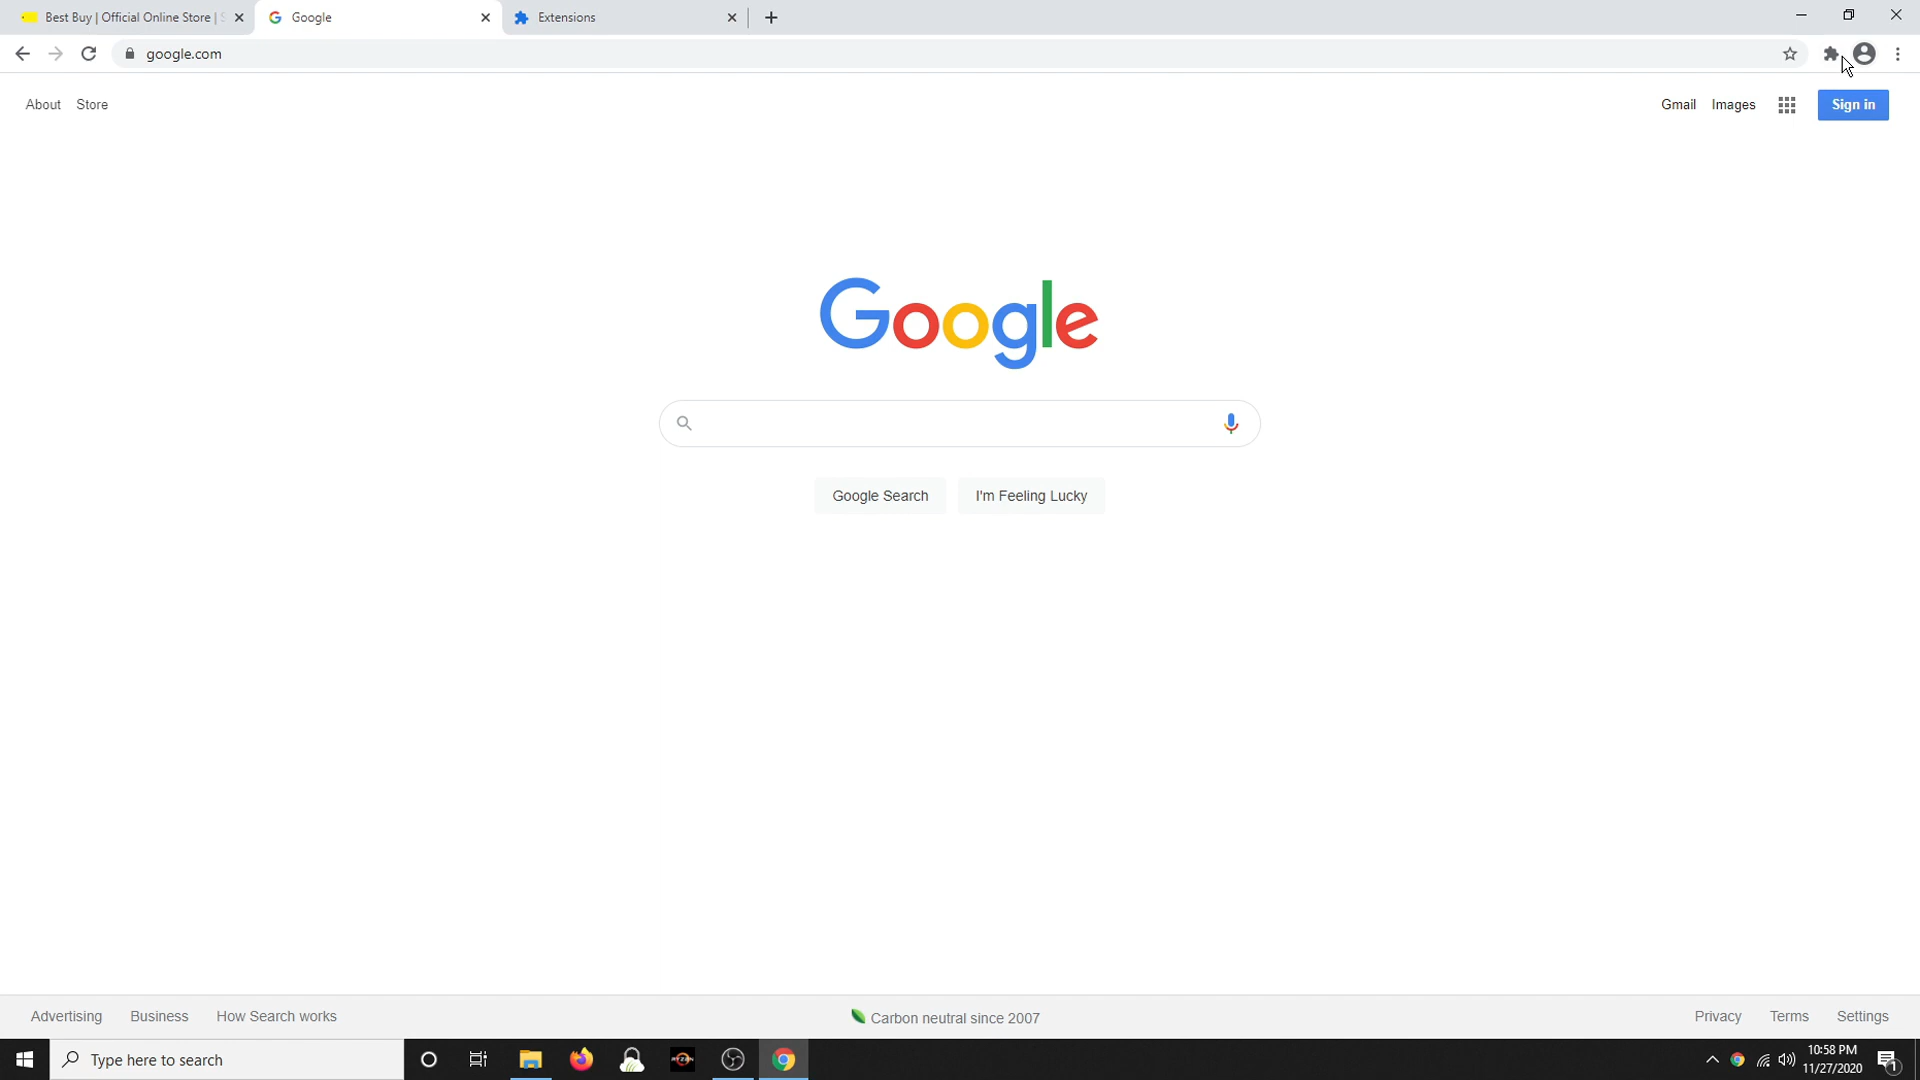 Best Buy | Official Online Store |
Google
Extensions
google.com
About
Store
Gmail
Images
Sign in
Google
Google Search
I'm Feeling Lucky
Advertising
Business
How Search works
Carbon neutral since 2007
Privacy
Terms
Settings
Type here to search
RYZEN
10:58 PM
11/27/2020
1